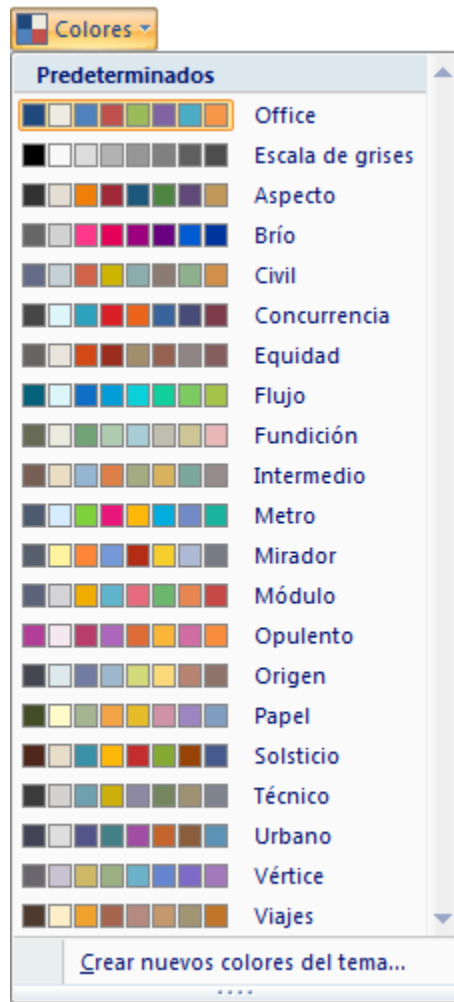 Colores
Predeterminados
Office
Escala de grises
Aspecto
Brío
Civil
Concurrencia
Equidad
Flujo
Fundición
Intermedio
Metro
Mirador
Módulo
Opulento
Origen
Papel
Solsticio
Técnico
Urbano
Vértice
Viajes
Crear nuevos colores del tema...